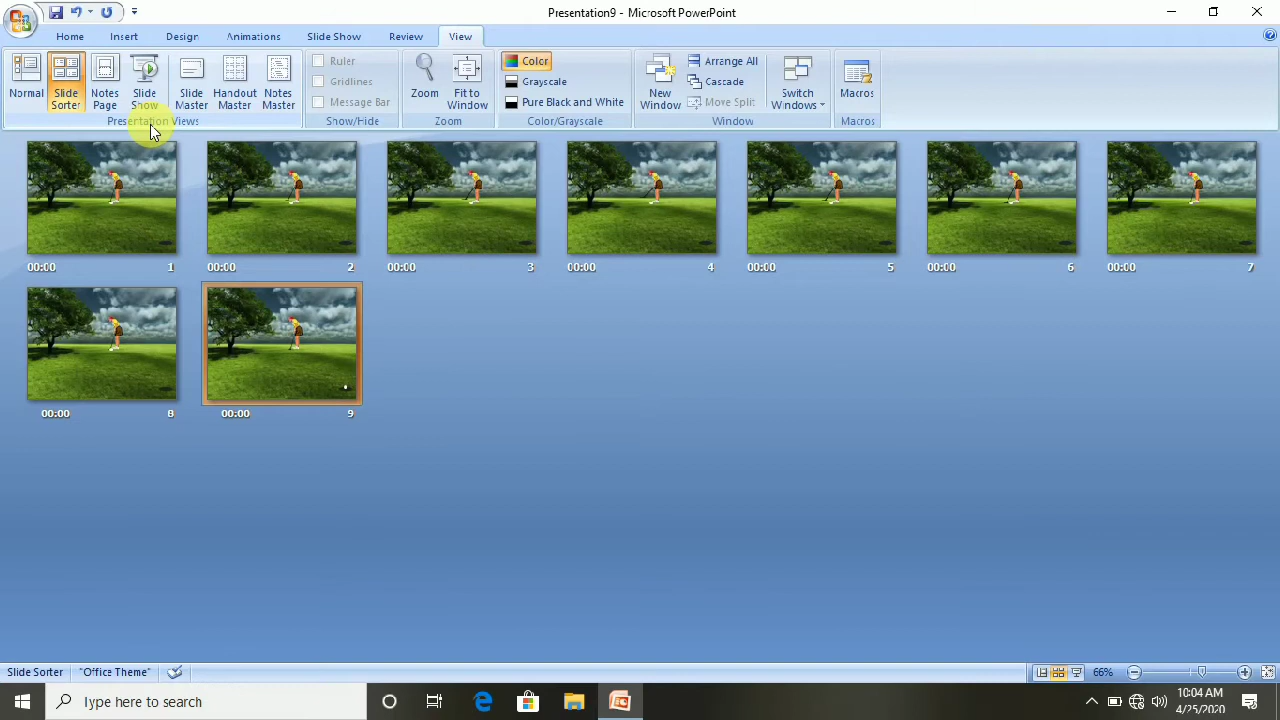 Presentation9 - Microsoft PowerPoint
Home Insert Design Animations Slide Show Review View
Normal
Slide Sorter
Notes Page
Slide Show
Slide Master
Handout Master
Notes Master
Presentation Views
Ruler
Gridlines
Message Bar
Show/Hide
Zoom
Fit to Window
Zoom
Color
Grayscale
Pure Black and White
Color/Grayscale
New Window
Arrange All
Cascade
Move Split
Switch Windows
Window
Macros
Macros
00:00 1
00:00 2
00:00 3
00:00 4
00:00 5
00:00 6
00:00 7
00:00 8
00:00 9
Slide Sorter "Office Theme" 66%
Type here to search
10:04 AM
4/25/2020